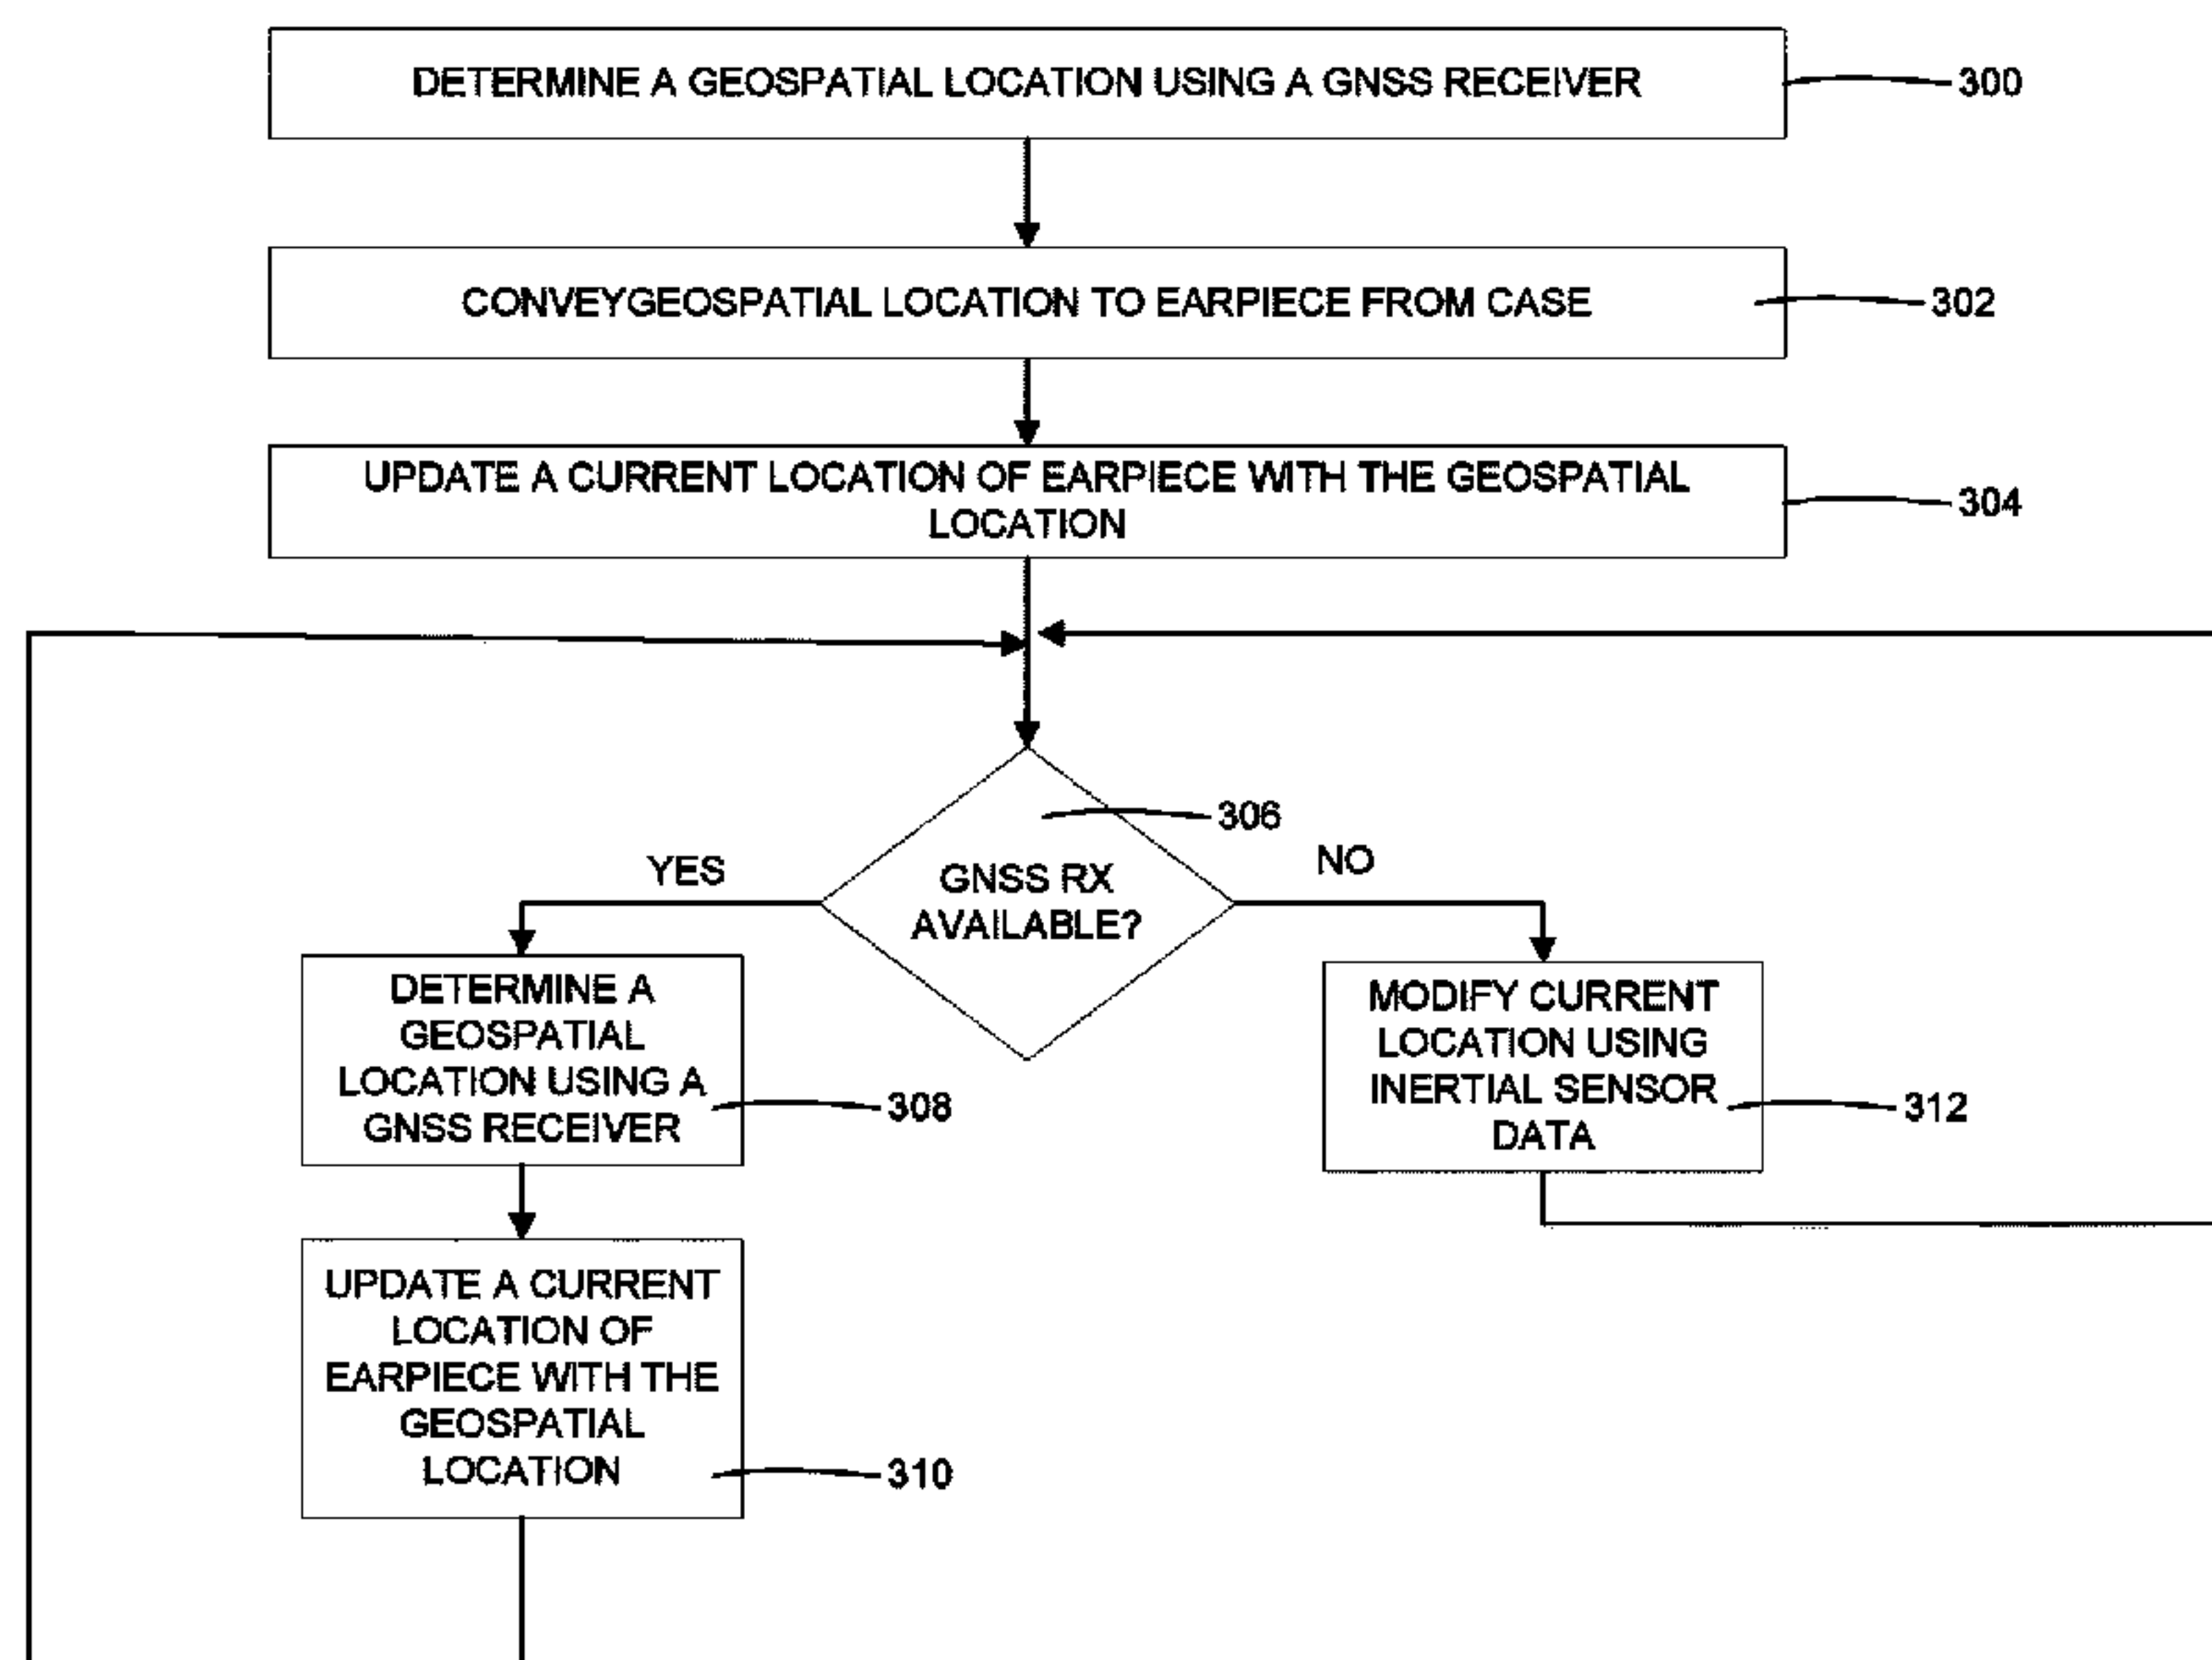 DETERMINE A GEOSPATIAL LOCATION USING A GNSS RECEIVER
300
CONVEYGEOSPATIAL LOCATION TO EARPIECE FROM CASE
302
UPDATE A CURRENT LOCATION OF EARPIECE WITH THE GEOSPATIAL
LOCATION
304
306
YES
GNSS RX
AVAILABLE?
NO
DETERMINE A
GEOSPATIAL
LOCATION USING A
GNSS RECEIVER
308
MODIFY CURRENT
LOCATION USING
INERTIAL SENSOR
DATA
312
UPDATE A CURRENT
LOCATION OF
EARPIECE WITH THE
GEOSPATIAL
LOCATION
310